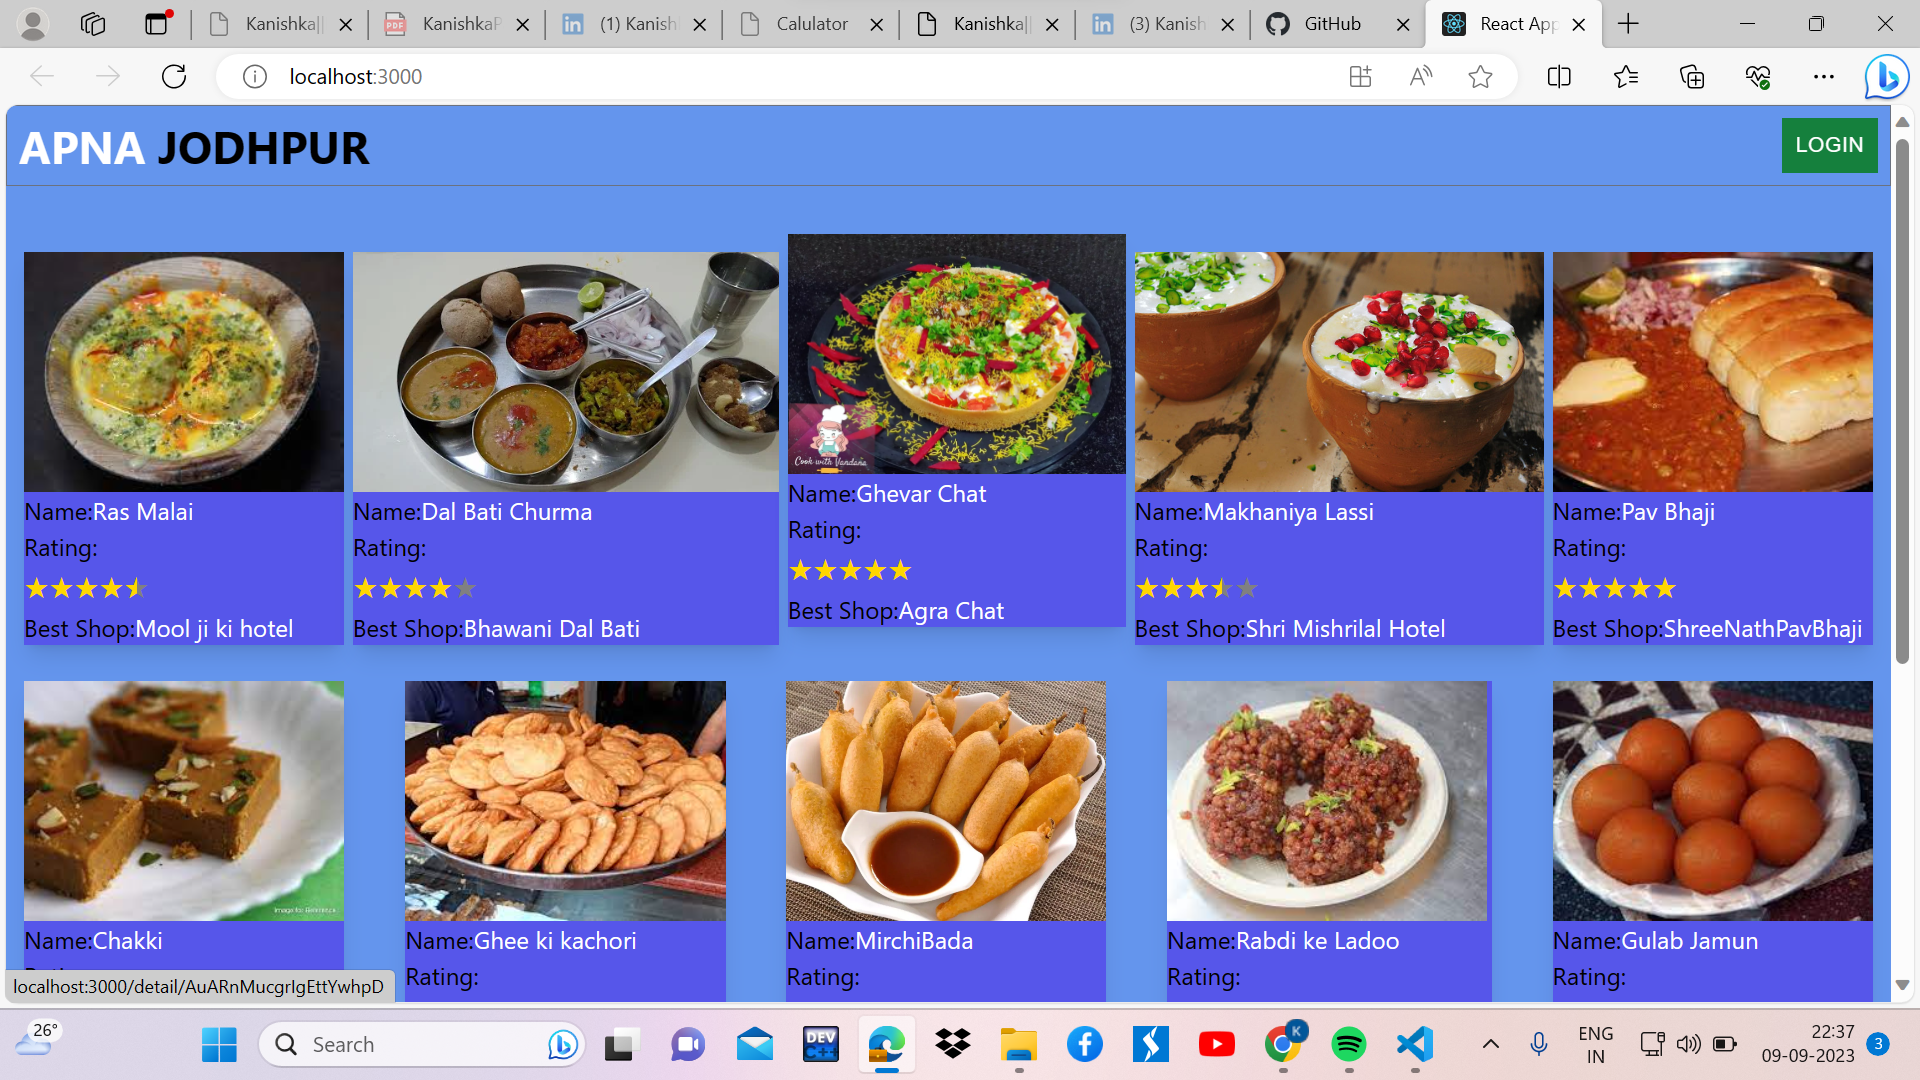 Kanishka||
KanishkaP
(1) Kanish
Calulator
Kanishka||
(3) Kanish
GitHub
React App
localhost:3000
APNA JODHPUR
LOGIN
Cook with Vandana
Name:Ras Malai
Rating:
Best Shop:Mool ji ki hotel
Name:Dal Bati Churma
Rating:
Best Shop:Bhawani Dal Bati
Name:Ghevar Chat
Rating:
Best Shop:Agra Chat
Name:Makhaniya Lassi
Rating:
Best Shop:Shri Mishrilal Hotel
Name:Pav Bhaji
Rating:
Best Shop:ShreeNathPavBhaji
Name:Chakki
Name:Ghee ki kachori
Rating:
Name:MirchiBada
Rating:
Name:Rabdi ke Ladoo
Rating:
Name:Gulab Jamun
Rating:
localhost:3000/detail/AuARnMucgrIgEttYwhpD
26°
Search
DEV
C++
K
ENG
IN
22:37
09-09-2023
3